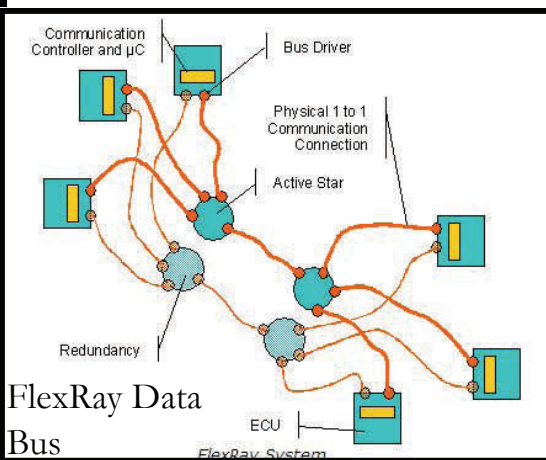 Communication
Controller and µC
Bus Driver
Physical 1 to 1
Communication
Connection
Active Star
Redundancy
FlexRay Data
Bus
ECU
FlexRay System